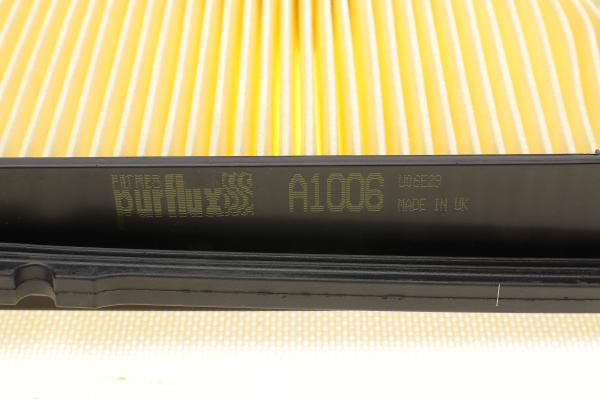 FILTRES
purflux
A1006
U06E29
MADE IN UK